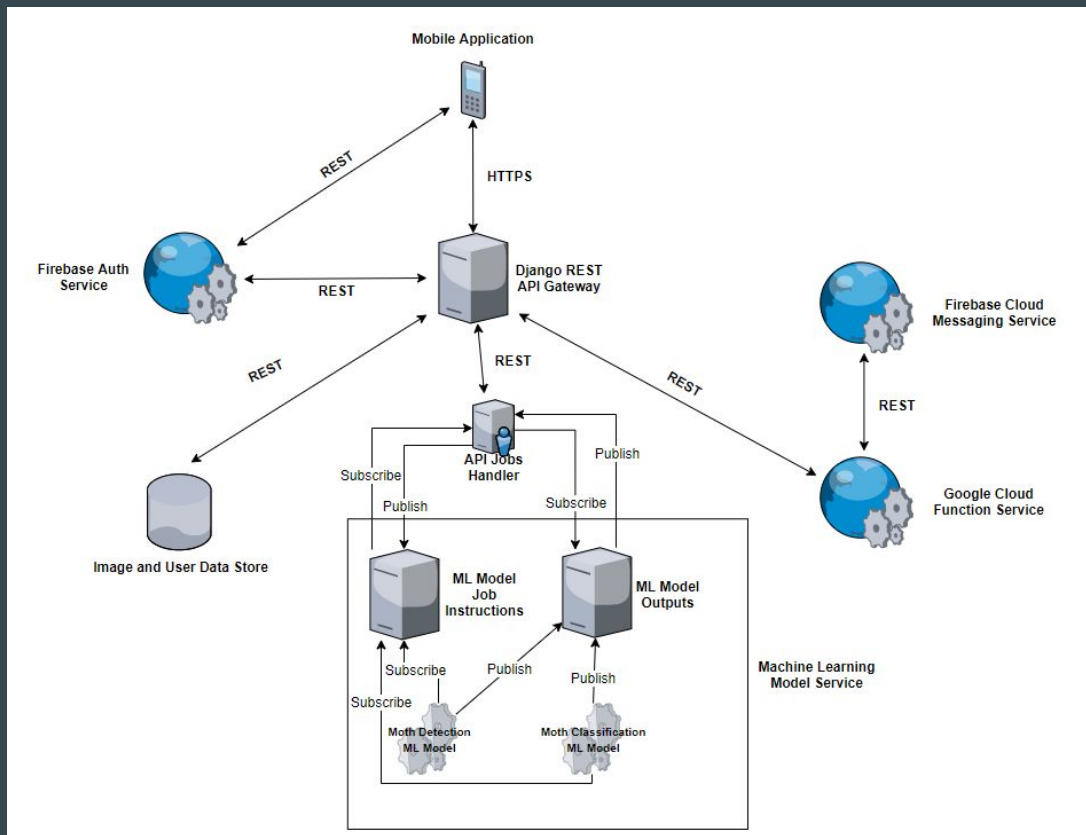 Mobile Application
REST
HTTPS
Firebase Auth
Service
REST
Django REST
API Gateway
Firebase Cloud
Messaging Service
REST
REST
REST
REST
API Jobs
Handler
Subscribe
Publish
Publish
Subscribe
Google Cloud
Function Service
Image and User Data Store
ML Model
Job
Instructions
ML Model
Outputs
Machine Learning
Model Service
Subscribe
Publish
Publish
Subscribe
Moth Detection
ML Model
Moth Classification
ML Model